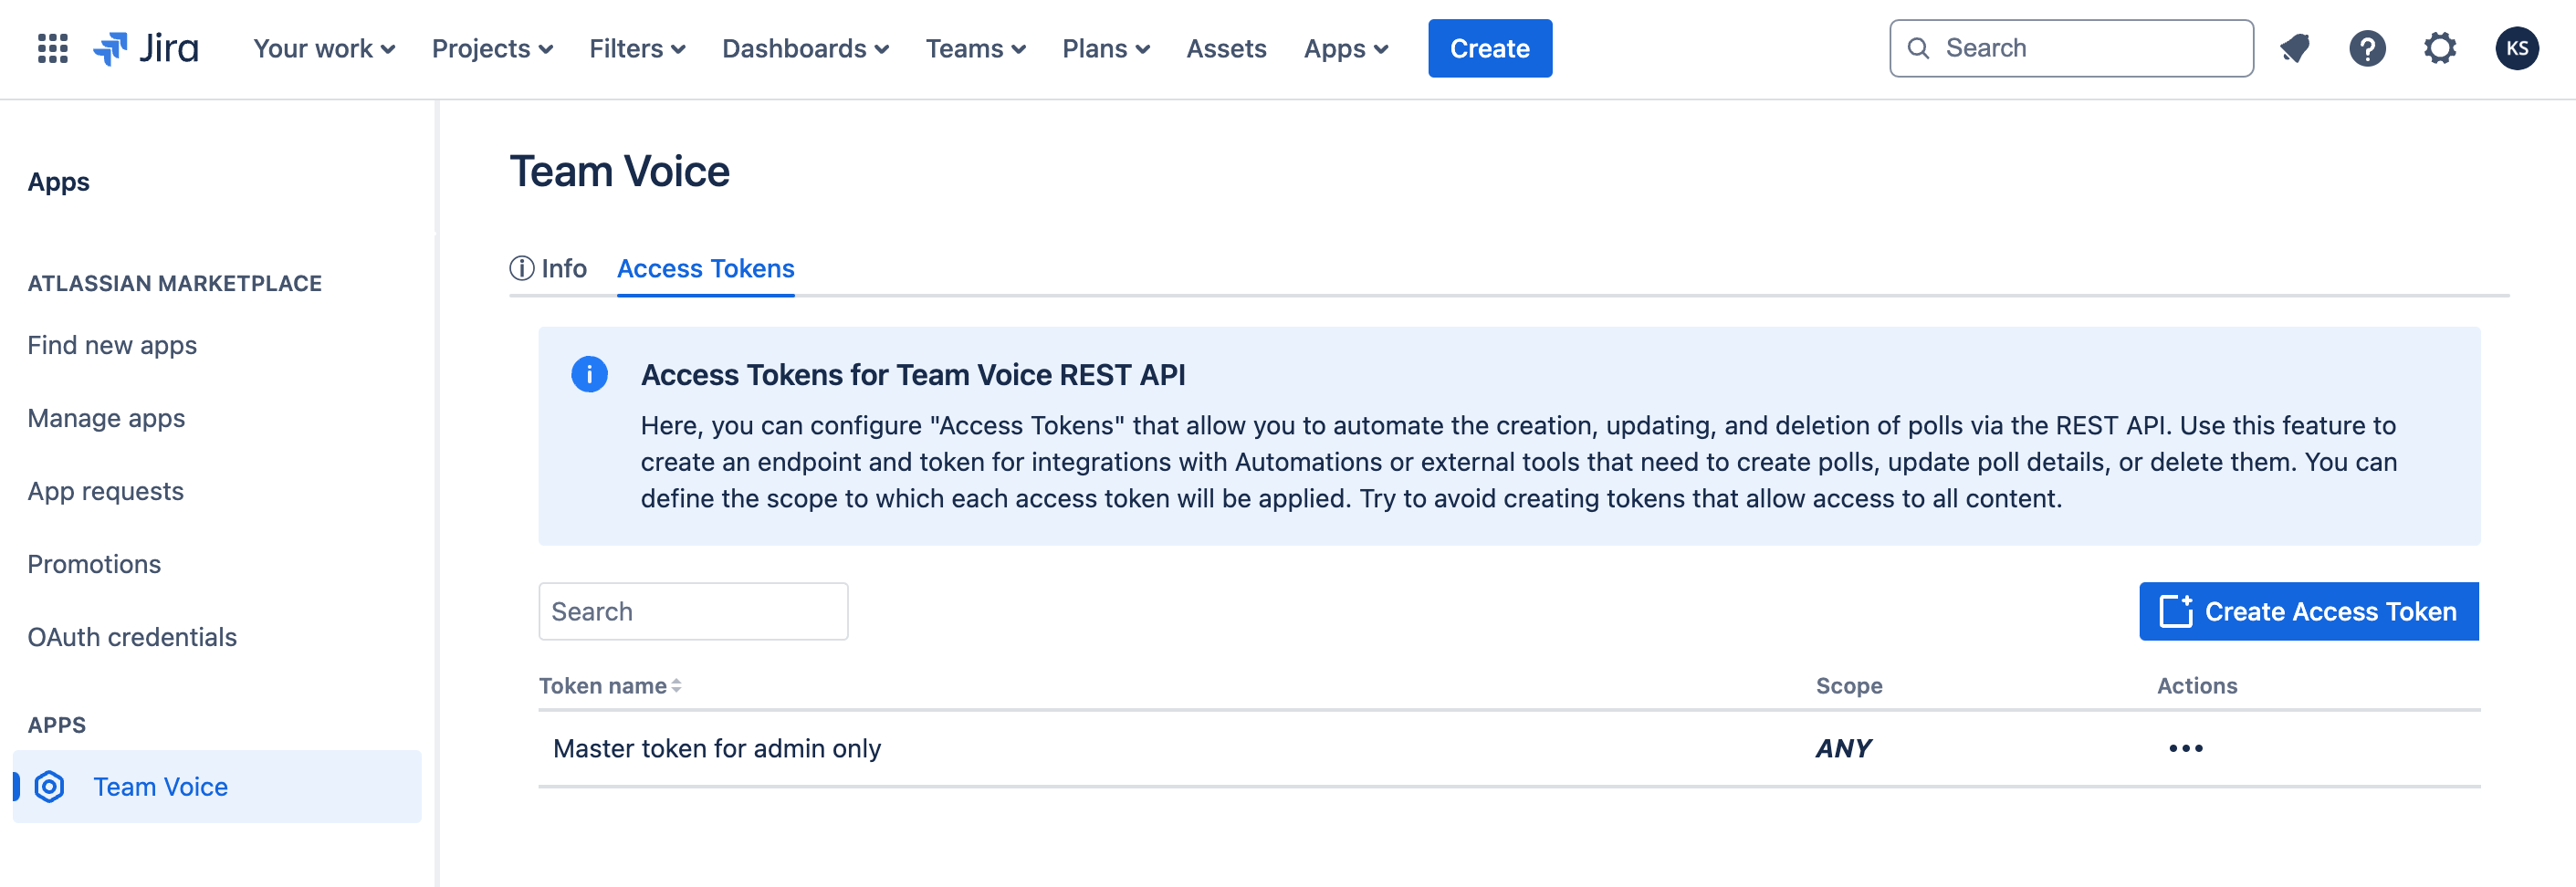 Jira Your work Projects Filters Dashboards Teams Plans Assets Apps Create Search KS
Apps
ATLASSIAN MARKETPLACE
Find new apps
Manage apps
App requests
Promotions
OAuth credentials
APPS
Team Voice
Team Voice
Info Access Tokens
Access Tokens for Team Voice REST API
Here, you can configure "Access Tokens" that allow you to automate the creation, updating, and deletion of polls via the REST API. Use this feature to
create an endpoint and token for integrations with Automations or external tools that need to create polls, update poll details, or delete them. You can
define the scope to which each access token will be applied. Try to avoid creating tokens that allow access to all content.
Search Create Access Token
Token name Scope Actions
Master token for admin only ANY